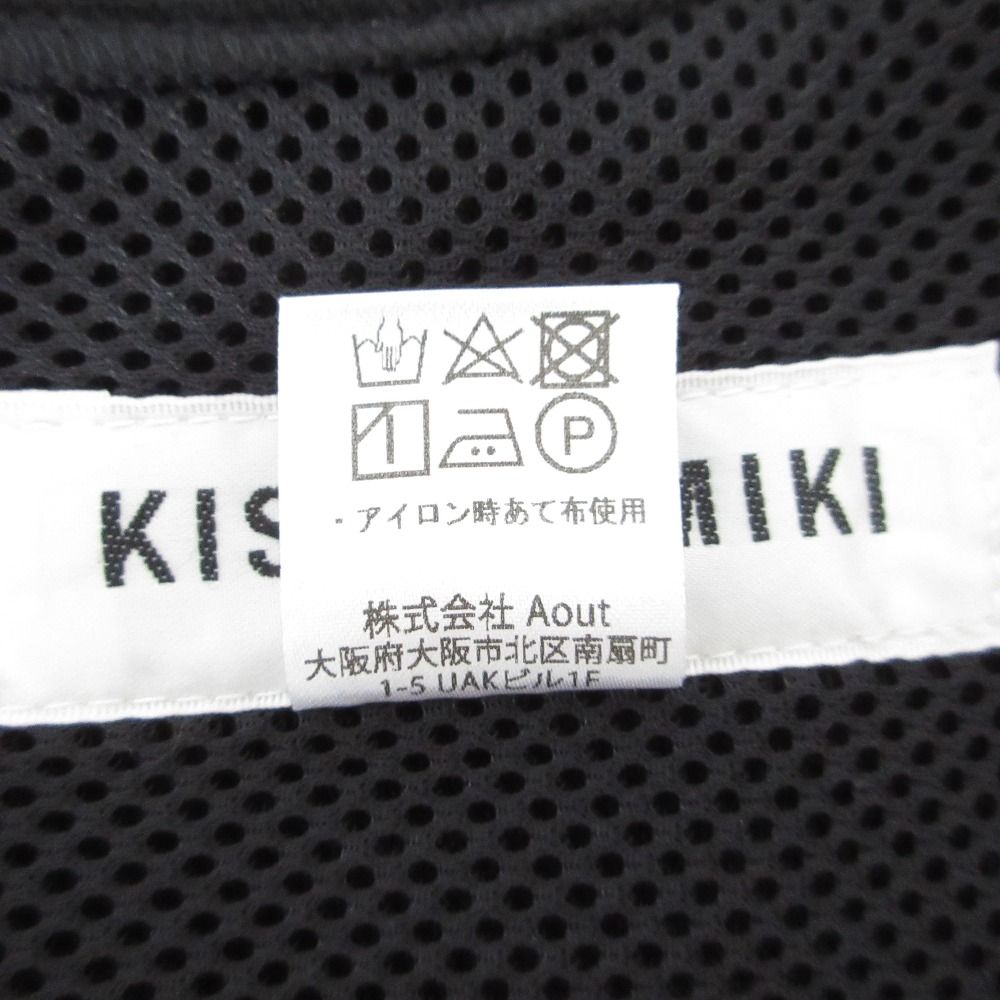 P
KIS MIKI
・アイロン時あて布使用
株式会社 Aout
大阪府大阪市北区南扇町
1-5 UAKビル1F